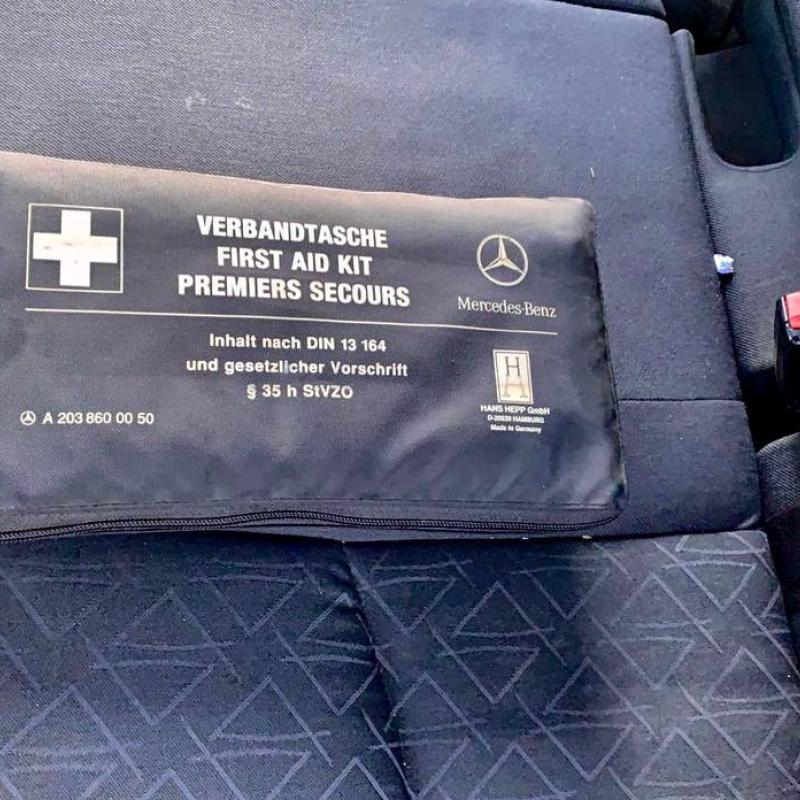 VERBANDTASCHE
FIRST AID KIT
PREMIERS SECOURS
Mercedes-Benz
Inhalt nach DIN 13 164
und gesetzlicher Vorschrift
§ 35 h StVZO
A 203 860 00 50
H
A
HANS HEPP GmbH
D-20539 HAMBURG
Made in Germany